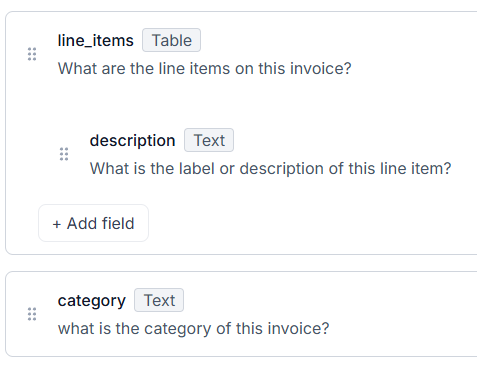 line_items Table
What are the line items on this invoice?
description Text
What is the label or description of this line item?
+ Add field
category Text
what is the category of this invoice?